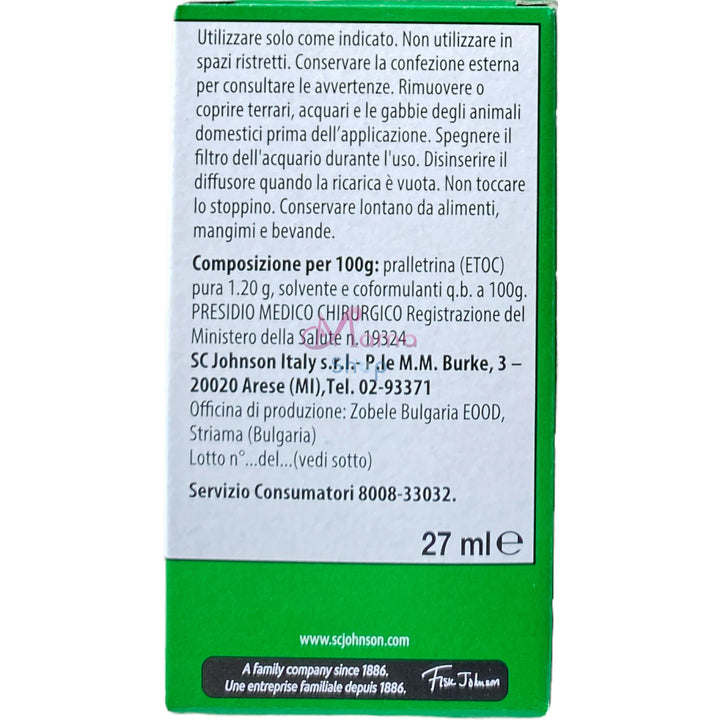 Utilizzare solo come indicato. Non utilizzare in
spazi ristretti. Conservare la confezione esterna
per consultare le avvertenze. Rimuovere o
coprire terrari, acquari e le gabbie degli animali
domestici prima dell'applicazione. Spegnere il
filtro dell'acquario durante l'uso. Disinserire il
diffusore quando la ricarica è vuota. Non toccare
lo stoppino. Conservare lontano da alimenti,
mangimi e bevande.
Composizione per 100g: pralletrina (ETOC)
pura 1.20 g, solvente e coformulanti q.b. a 100g.
PRESIDIO MEDICO CHIRURGICO Registrazione del
Ministero della Salute n. 19324
Mama
Shop
SC Johnson Italy s.r.l.- P.le M.M. Burke, 3 –
20020 Arese (MI),Tel. 02-93371
Officina di produzione: Zobele Bulgaria EOOD,
Striama (Bulgaria)
Lotto n°...del...(vedi sotto)
Servizio Consumatori 8008-33032.
27 ml ℮
www.scjohnson.com
A family company since 1886.
Une entreprise familiale depuis 1886.
Fisk Johnson